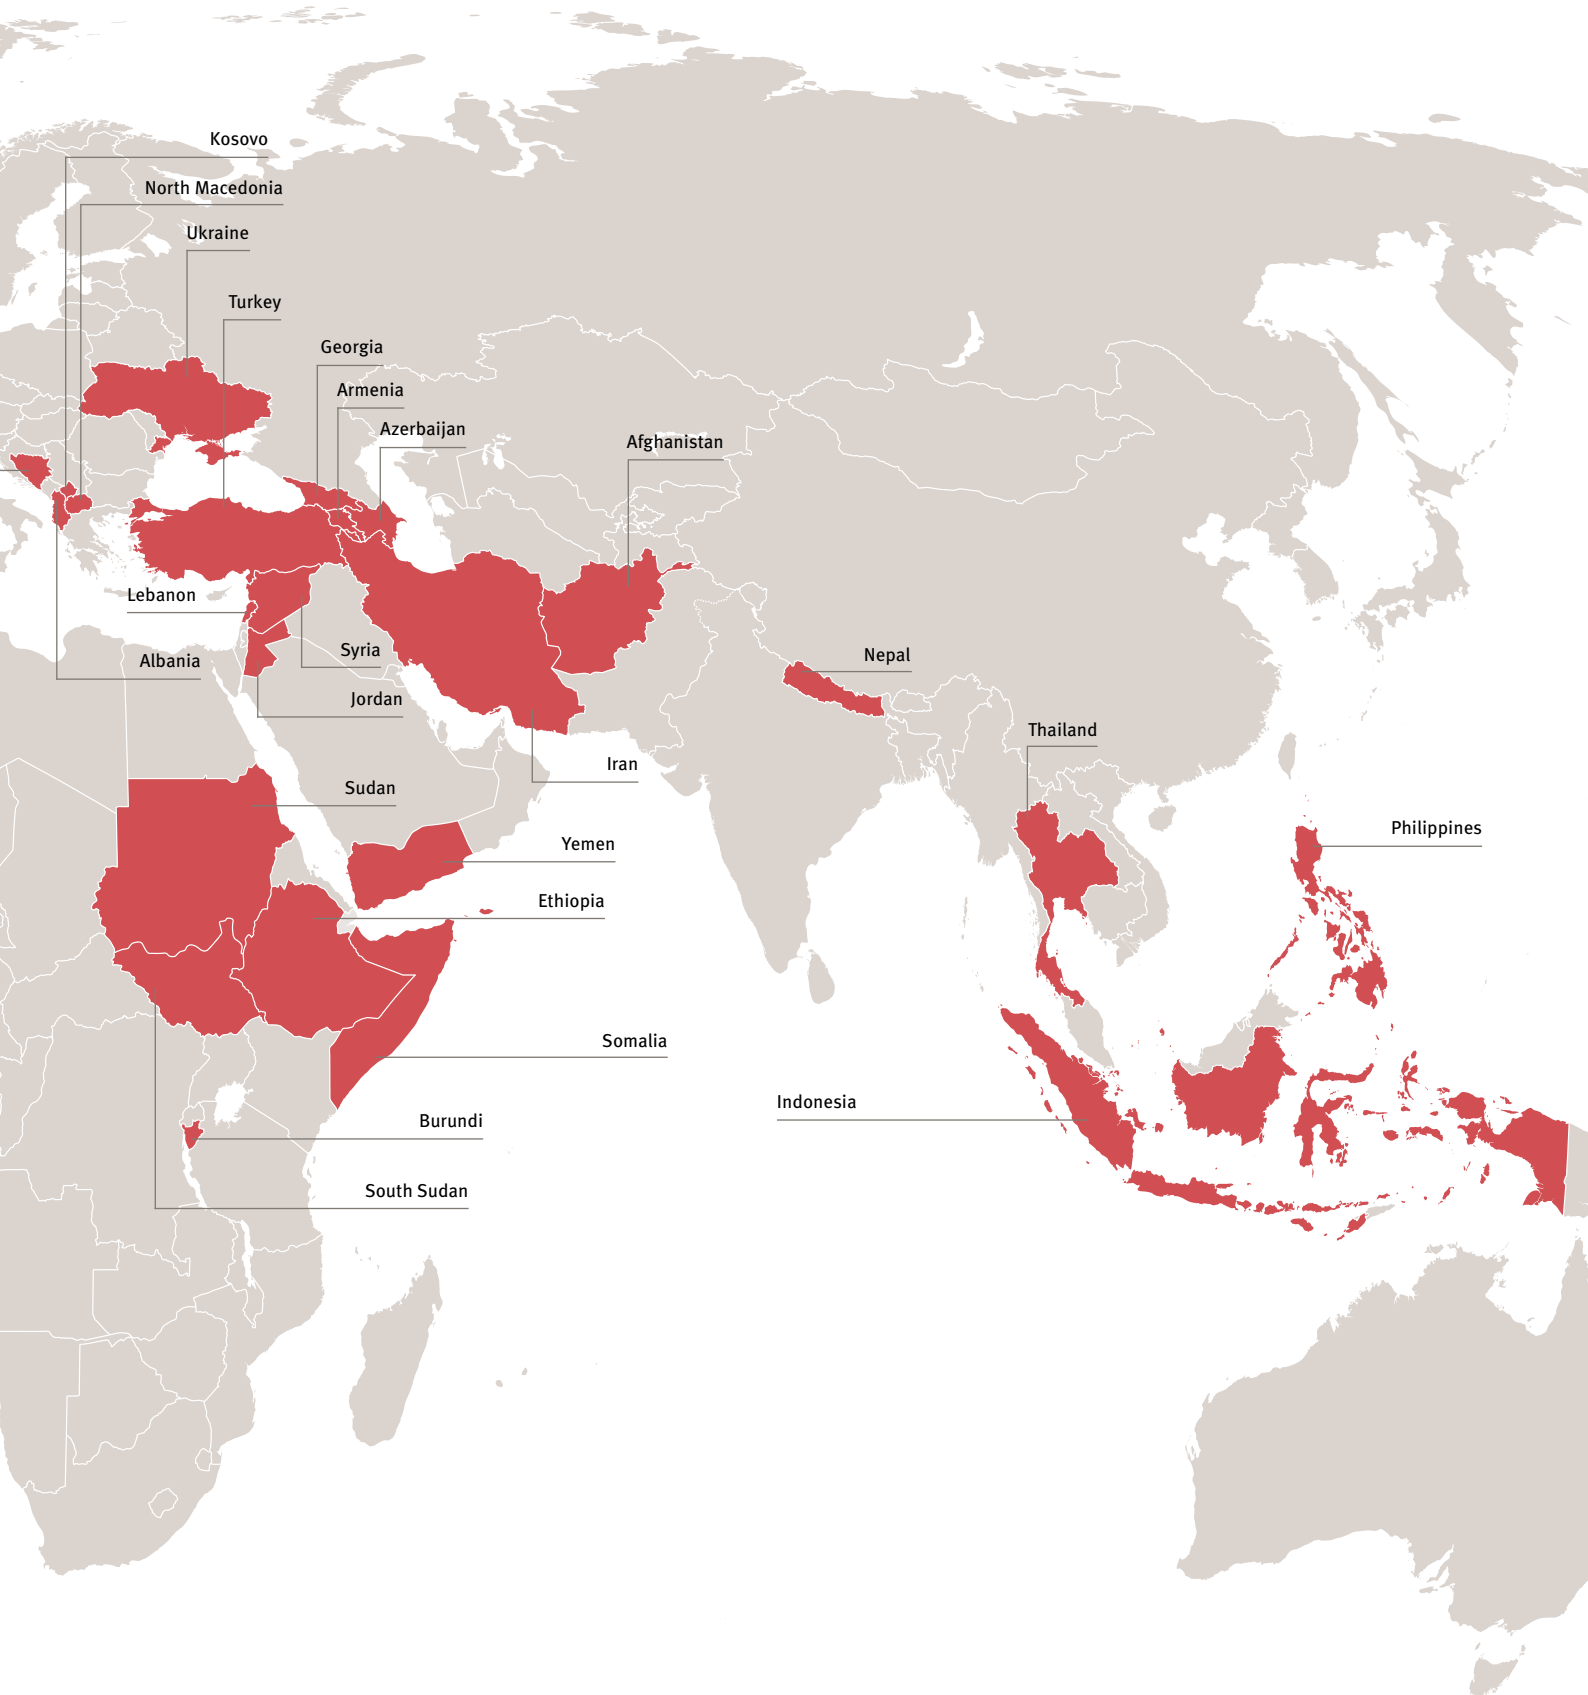 Kosovo
North Macedonia
Ukraine
Turkey
Georgia
Armenia
Azerbaijan
Afghanistan
Lebanon
Syria
Albania
Jordan
Nepal
Thailand
Iran
Sudan
Philippines
Yemen
Ethiopia
Somalia
Indonesia
Burundi
South Sudan